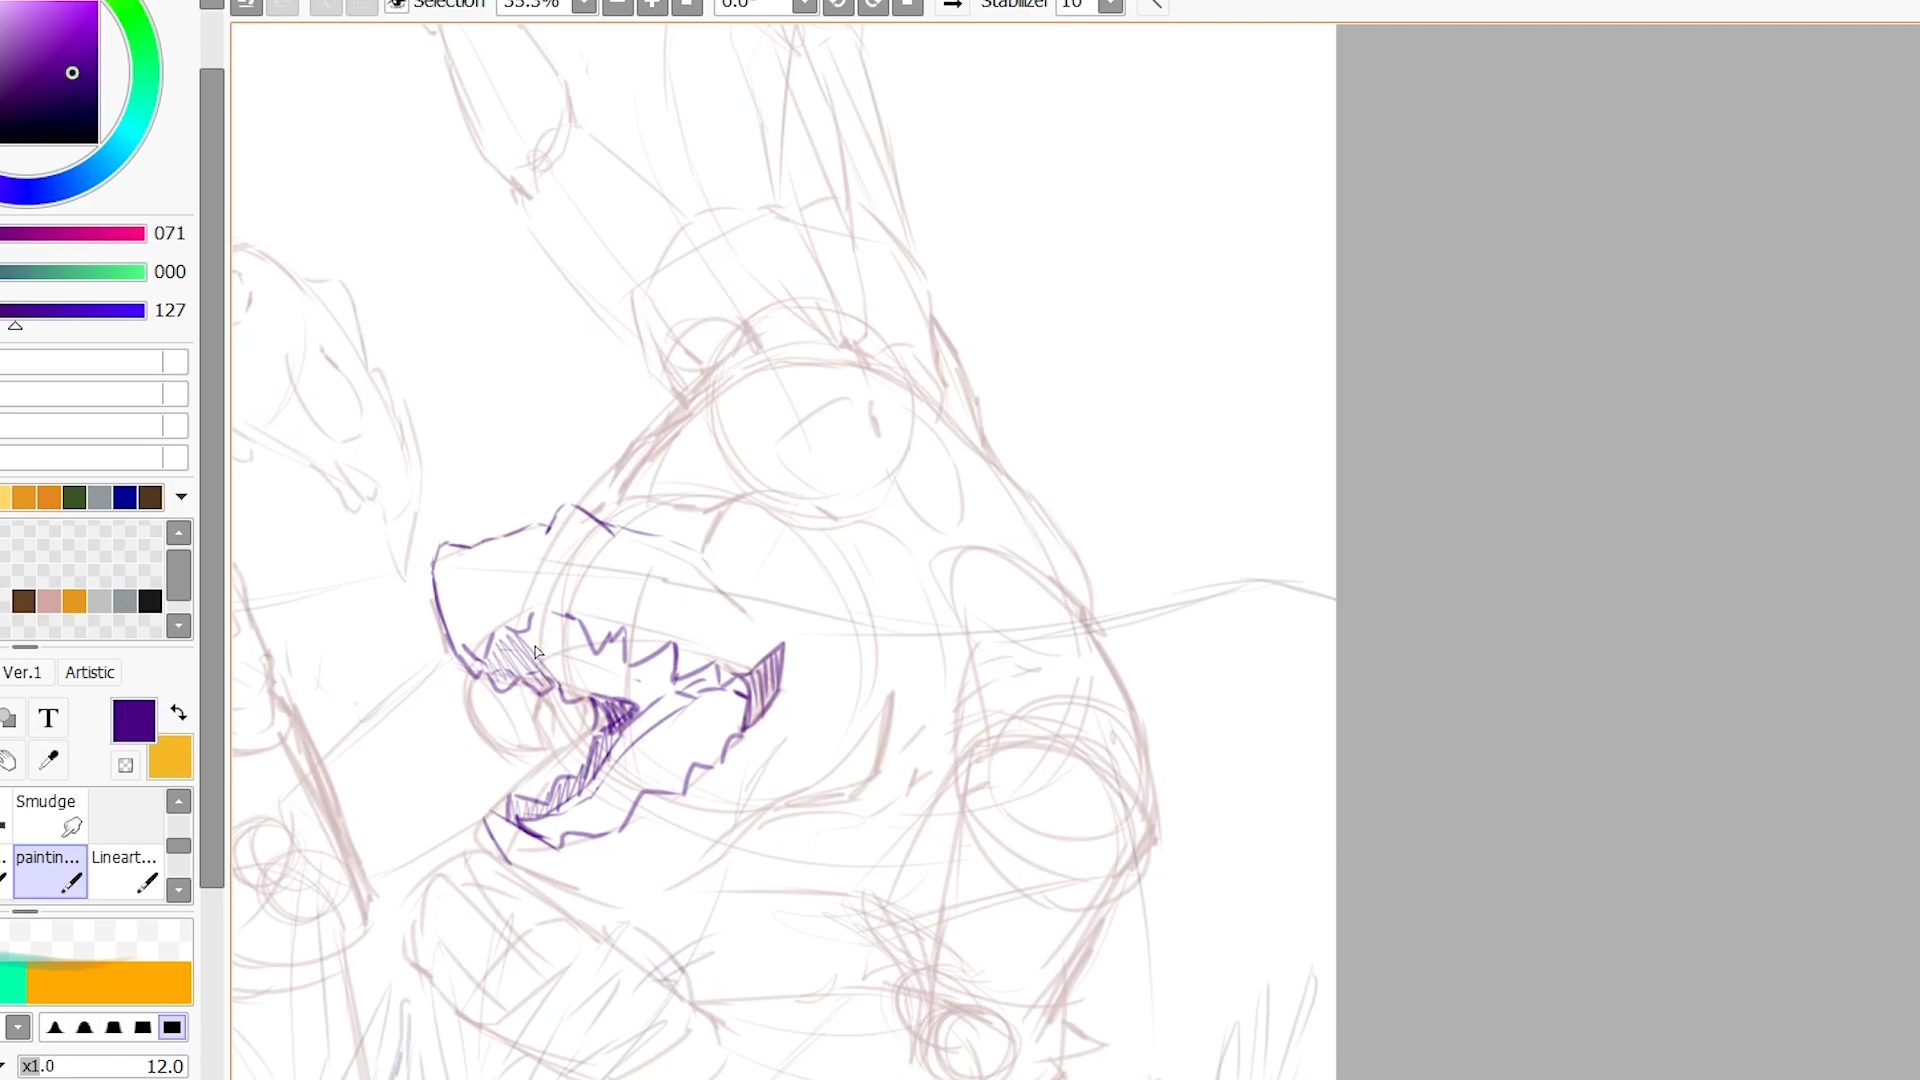 Selection 33.3% 0.0° Stabilizer 10
071
000
127
Ver.1 Artistic
T
Smudge
paintin... Lineart...
x1.0 12.0